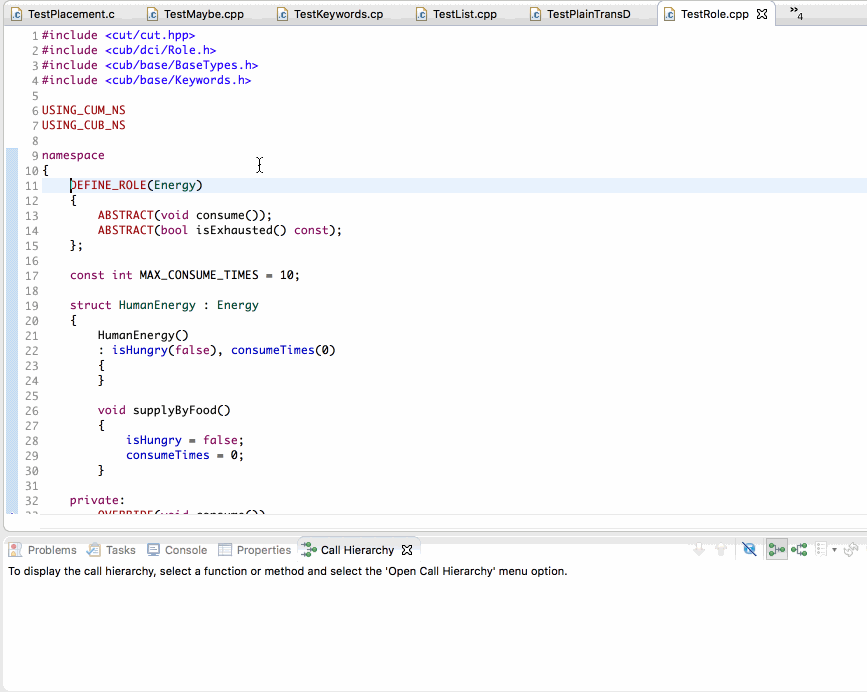 TestPlacement.c TestMaybe.cpp TestKeywords.cp TestList.cpp TestPlainTransD TestRole.cpp »4
1 #include <cut/cut.hpp>
2 #include <cub/dci/Role.h>
3 #include <cub/base/BaseTypes.h>
4 #include <cub/base/Keywords.h>
5
6 USING_CUM_NS
7 USING_CUB_NS
8
9 namespace
10 {
11 DEFINE_ROLE(Energy)
12 {
13 ABSTRACT(void consume());
14 ABSTRACT(bool isExhausted() const);
15 };
16
17 const int MAX_CONSUME_TIMES = 10;
18
19 struct HumanEnergy : Energy
20 {
21 HumanEnergy()
22 : isHungry(false), consumeTimes(0)
23 {
24 }
25
26 void supplyByFood()
27 {
28 isHungry = false;
29 consumeTimes = 0;
30 }
31
32 private:
33 OVERRIDE(void consume())
Problems Tasks Console Properties Call Hierarchy
To display the call hierarchy, select a function or method and select the 'Open Call Hierarchy' menu option.